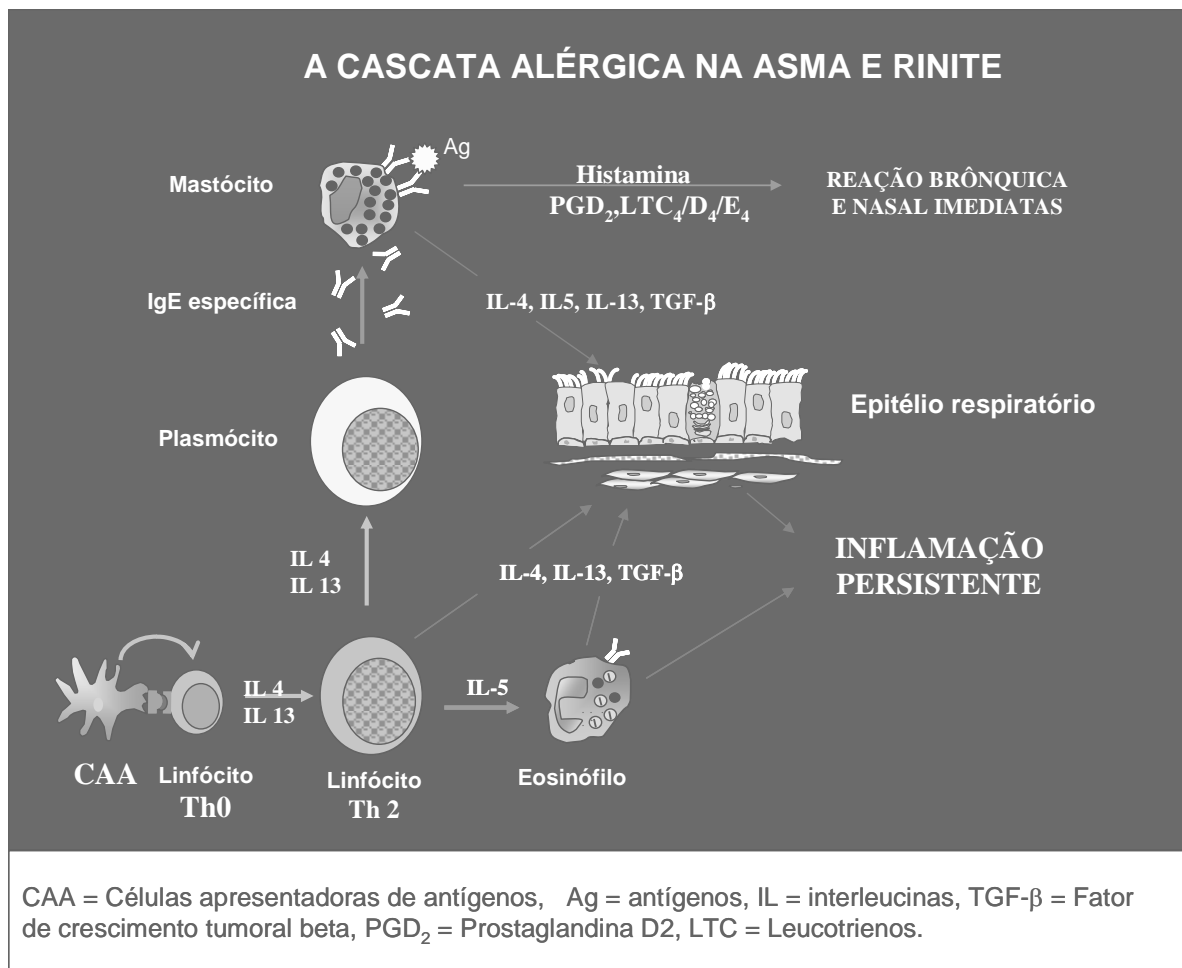 A CASCATA ALÉRGICA NA ASMA E RINITE
Ag
Mastócito
Histamina
PGD₂,LTC₄/D₄/E₄
REAÇÃO BRÔNQUICA
E NASAL IMEDIATAS
IgE específica
IL-4, IL5, IL-13, TGF-β
Epitélio respiratório
Plasmócito
IL 4
IL 13
IL-4, IL-13, TGF-β
INFLAMAÇÃO
PERSISTENTE
IL 4
IL 13
IL-5
CAA
Linfócito
Th0
Linfócito
Th 2
Eosinófilo
CAA = Células apresentadoras de antígenos, Ag = antígenos, IL = interleucinas, TGF-β = Fator
de crescimento tumoral beta, PGD₂ = Prostaglandina D2, LTC = Leucotrienos.